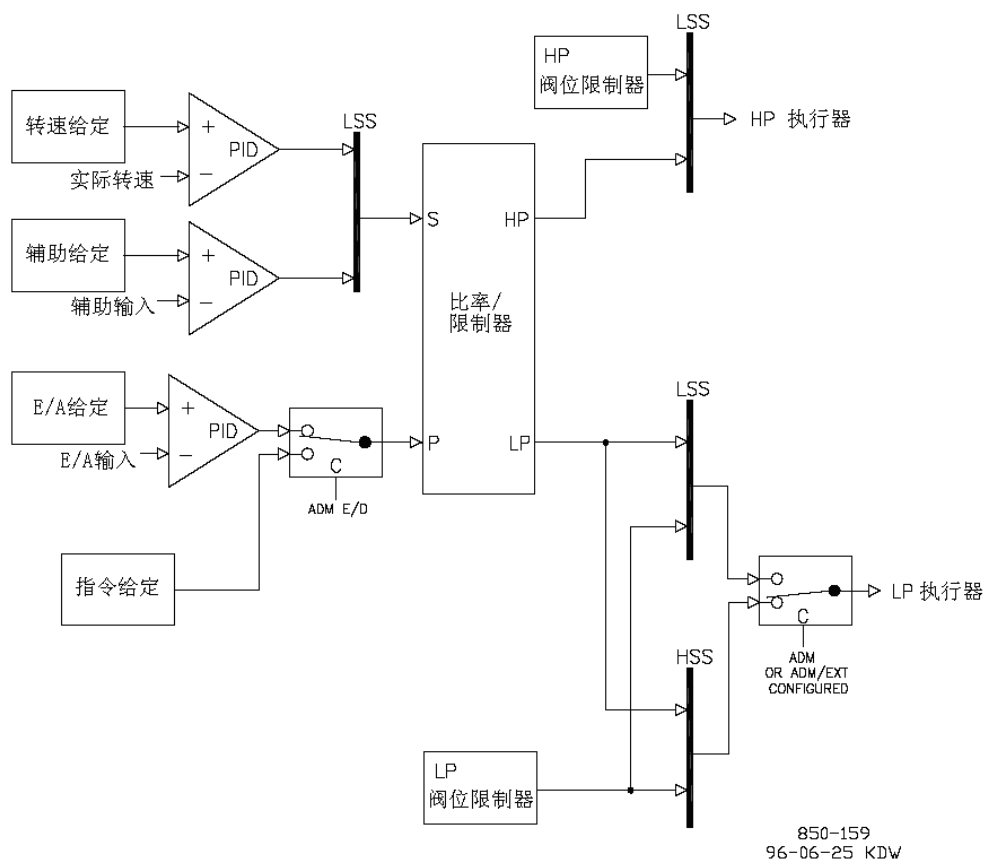 LSS
HP
阀位限制器
HP 执行器
转速给定
+
PID
−
实际转速
LSS
辅助给定
+
PID
−
辅助输入
S
HP
比率/
限制器
P
LP
E/A给定
+
PID
−
E/A输入
C
ADM E/D
指令给定
LSS
LP 执行器
C
ADM
OR ADM/EXT
CONFIGURED
HSS
LP
阀位限制器
850-159
96-06-25 KDW